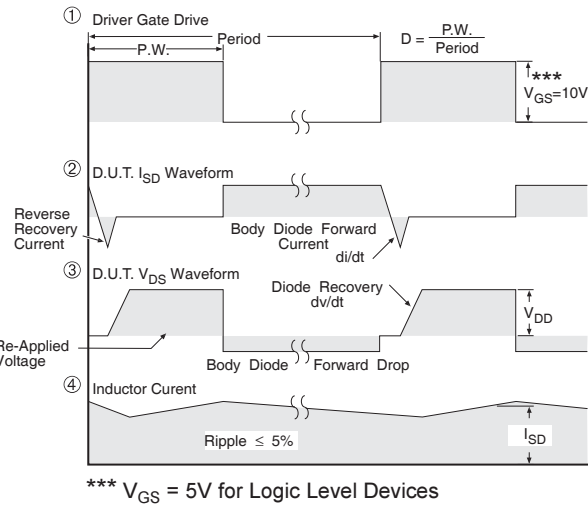 ① Driver Gate Drive
P.W.
Period
D = P.W.
Period
***
VGS=10V
② D.U.T. ISD Waveform
Reverse
Recovery
Current
Body Diode Forward
Current
di/dt
③ D.U.T. VDS Waveform
Diode Recovery
dv/dt
VDD
Re-Applied
Voltage
Body Diode Forward Drop
④ Inductor Curent
Ripple ≤ 5%
ISD
*** VGS = 5V for Logic Level Devices